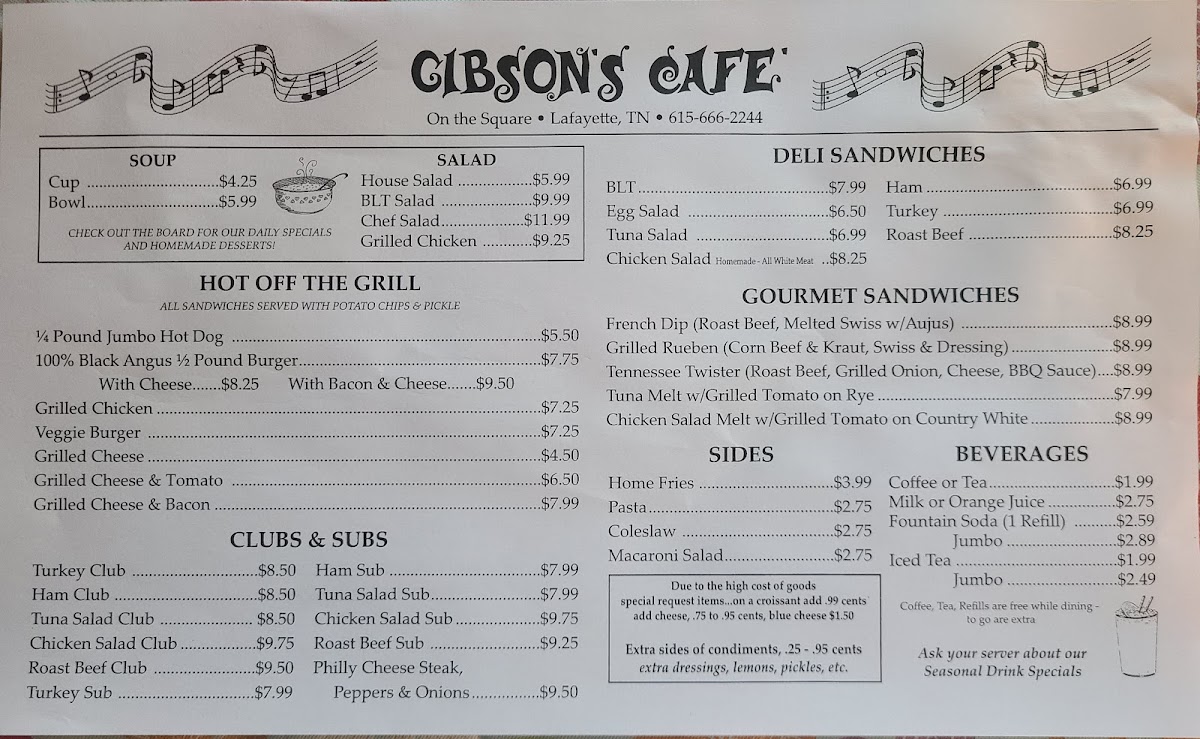 GIBSON'S CAFE'
On the Square • Lafayette, TN • 615-666-2244
SOUP
Cup ..............................$4.25
Bowl..............................$5.99
CHECK OUT THE BOARD FOR OUR DAILY SPECIALS
AND HOMEMADE DESSERTS!
SALAD
House Salad ................$5.99
BLT Salad ....................$9.99
Chef Salad..................$11.99
Grilled Chicken ...........$9.25
HOT OFF THE GRILL
ALL SANDWICHES SERVED WITH POTATO CHIPS & PICKLE
¼ Pound Jumbo Hot Dog ..............................$5.50
100% Black Angus ½ Pound Burger..............................$7.75
With Cheese.......$8.25 With Bacon & Cheese.......$9.50
Grilled Chicken ..............................$7.25
Veggie Burger ..............................$7.25
Grilled Cheese ..............................$4.50
Grilled Cheese & Tomato ..............................$6.50
Grilled Cheese & Bacon ..............................$7.99
CLUBS & SUBS
Turkey Club ..............................$8.50
Ham Club ..............................$8.50
Tuna Salad Club ..................... $8.50
Chicken Salad Club.................$9.75
Roast Beef Club .......................$9.50
Turkey Sub ..............................$7.99
Ham Sub ..............................$7.99
Tuna Salad Sub.........................$7.99
Chicken Salad Sub....................$9.75
Roast Beef Sub .........................$9.25
Philly Cheese Steak,
Peppers & Onions................$9.50
DELI SANDWICHES
BLT..............................$7.99
Egg Salad ..............................$6.50
Tuna Salad ..............................$6.99
Chicken Salad Homemade - All White Meat ..$8.25
Ham ..............................$6.99
Turkey ..............................$6.99
Roast Beef ..............................$8.25
GOURMET SANDWICHES
French Dip (Roast Beef, Melted Swiss w/Aujus) ..............................$8.99
Grilled Rueben (Corn Beef & Kraut, Swiss & Dressing).......................$8.99
Tennessee Twister (Roast Beef, Grilled Onion, Cheese, BBQ Sauce)....$8.99
Tuna Melt w/Grilled Tomato on Rye ..............................$7.99
Chicken Salad Melt w/Grilled Tomato on Country White...................$8.99
SIDES
Home Fries ..............................$3.99
Pasta..............................$2.75
Coleslaw ..............................$2.75
Macaroni Salad.........................$2.75
Due to the high cost of goods
special request items...on a croissant add .99 cents
add cheese, .75 to .95 cents, blue cheese $1.50
Extra sides of condiments, .25 - .95 cents
extra dressings, lemons, pickles, etc.
BEVERAGES
Coffee or Tea............................$1.99
Milk or Orange Juice ...............$2.75
Fountain Soda (1 Refill) .........$2.59
Jumbo ........................$2.89
Iced Tea ..............................$1.99
Jumbo ........................$2.49
Coffee, Tea, Refills are free while dining -
to go are extra
Ask your server about our
Seasonal Drink Specials